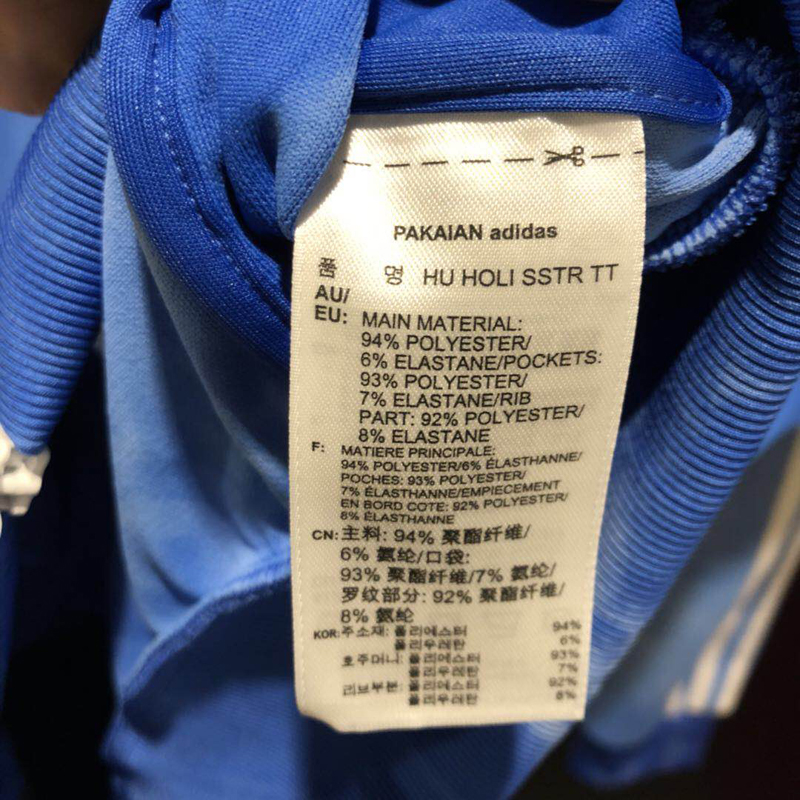 PAKAIAN adidas
품 명 HU HOLI SSTR TT
AU/
EU: MAIN MATERIAL:
94% POLYESTER/
6% ELASTANE/POCKETS:
93% POLYESTER/
7% ELASTANE/RIB
PART: 92% POLYESTER/
8% ELASTANE
F: MATIERE PRINCIPALE:
94% POLYESTER/6% ÉLASTHANNE/
POCHES: 93% POLYESTER/
7% ÉLASTHANNE/EMPIECEMENT
EN BORD COTE: 92% POLYESTER/
8% ÉLASTHANNE
CN: 主料: 94% 聚酯纤维/
6% 氨纶/口袋:
93% 聚酯纤维/7% 氨纶/
罗纹部分: 92% 聚酯纤维/
8% 氨纶
KOR: 주소재: 폴리에스터 94%
폴리우레탄 6%
호주머니: 폴리에스터 93%
폴리우레탄 7%
리브부분: 폴리에스터 92%
폴리우레탄 8%